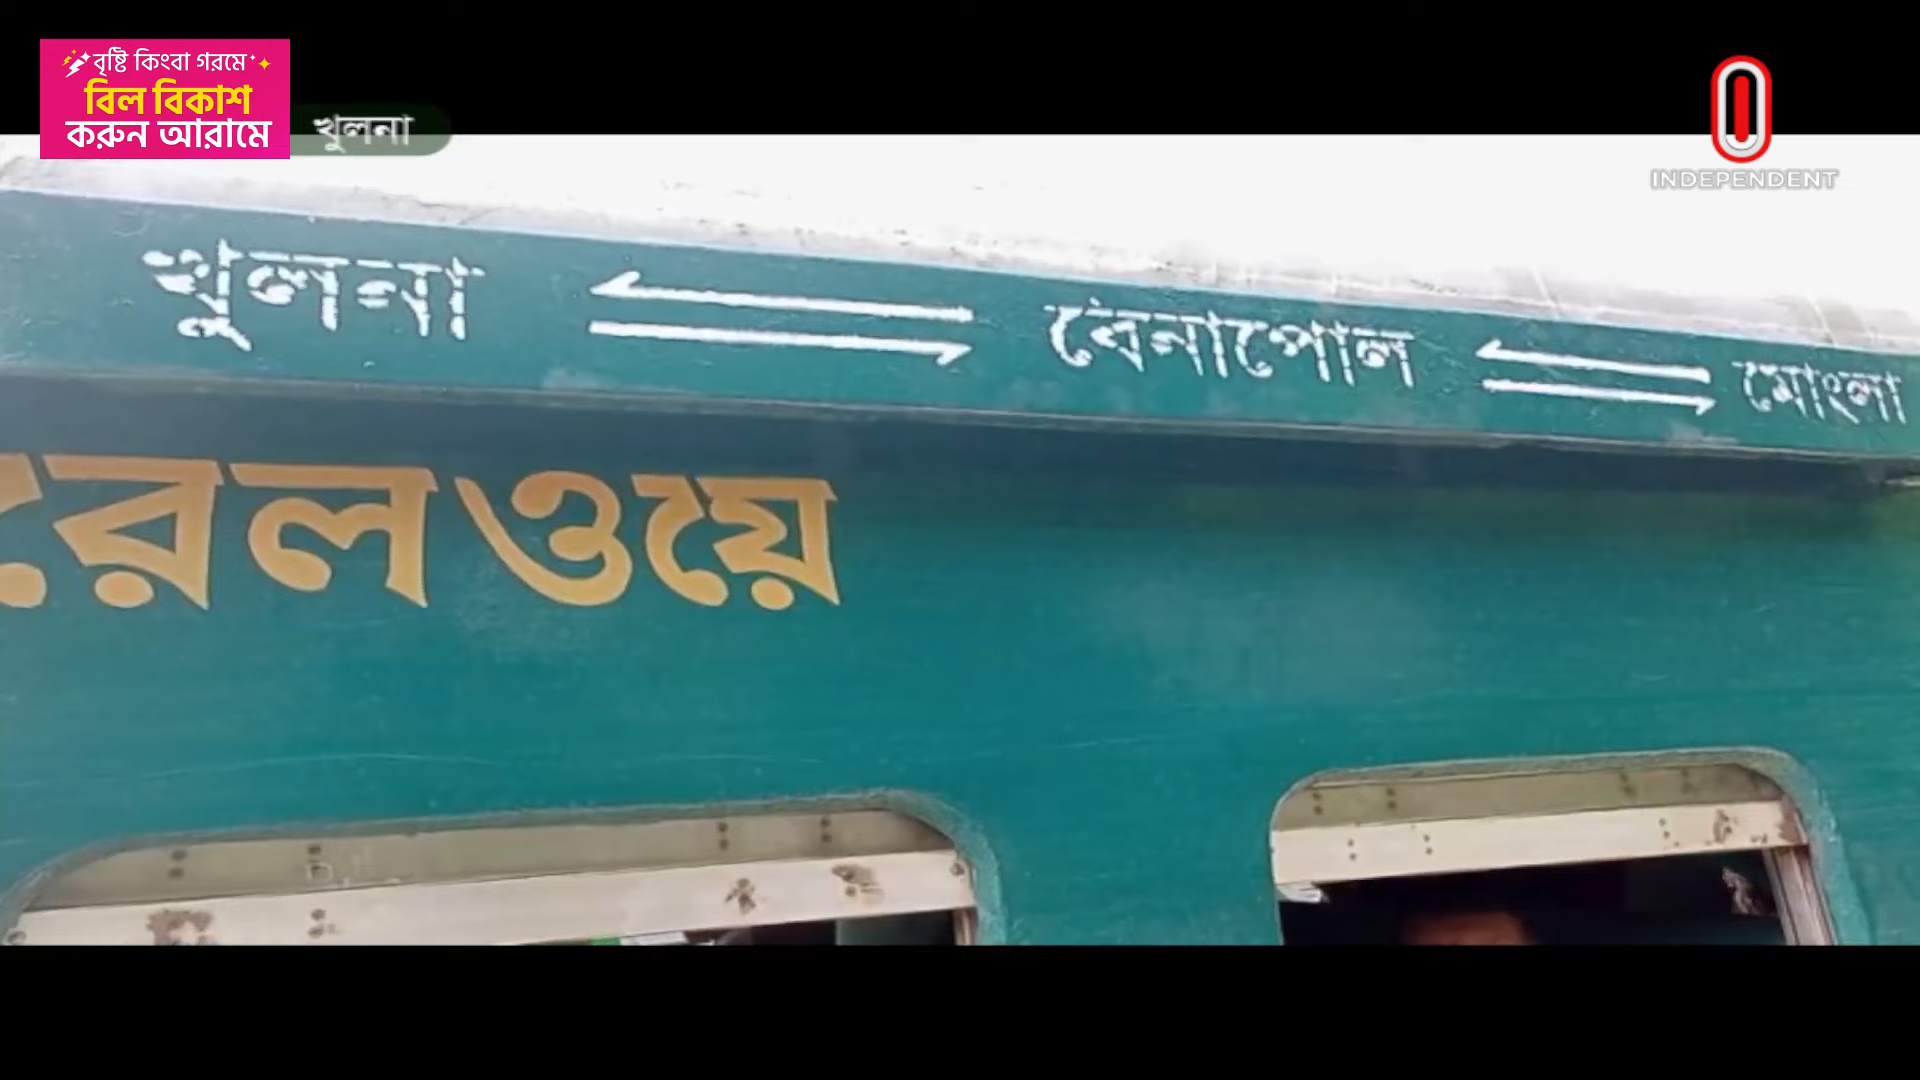 বৃষ্টি কিংবা গরমে
বিল বিকাশ
করুন আরামে
খুলনা
INDEPENDENT
খুলনা বেনাপোল মোংলা
রেলওয়ে